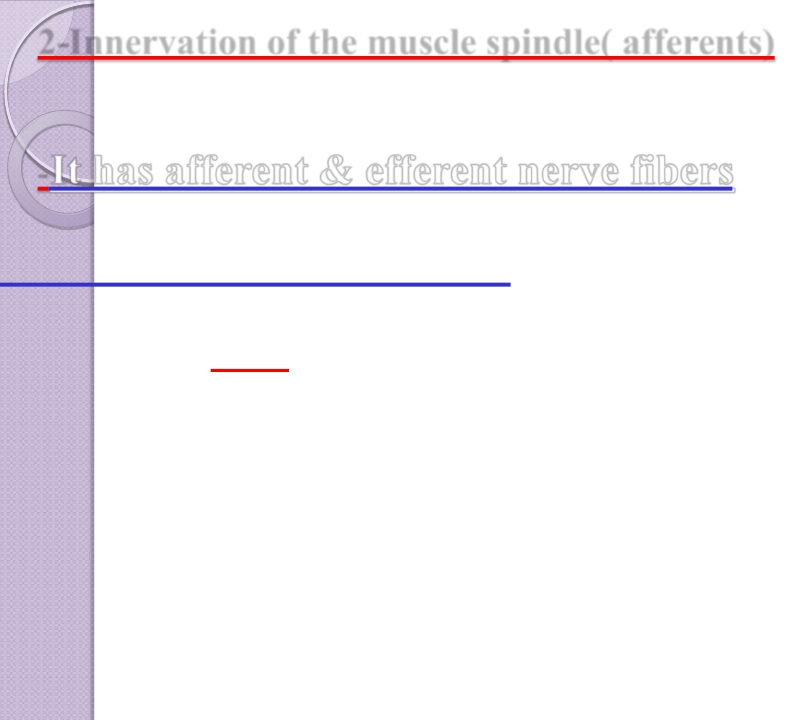 2-Innervation of the muscle spindle( afferents)
-It has afferent & efferent nerve fibers